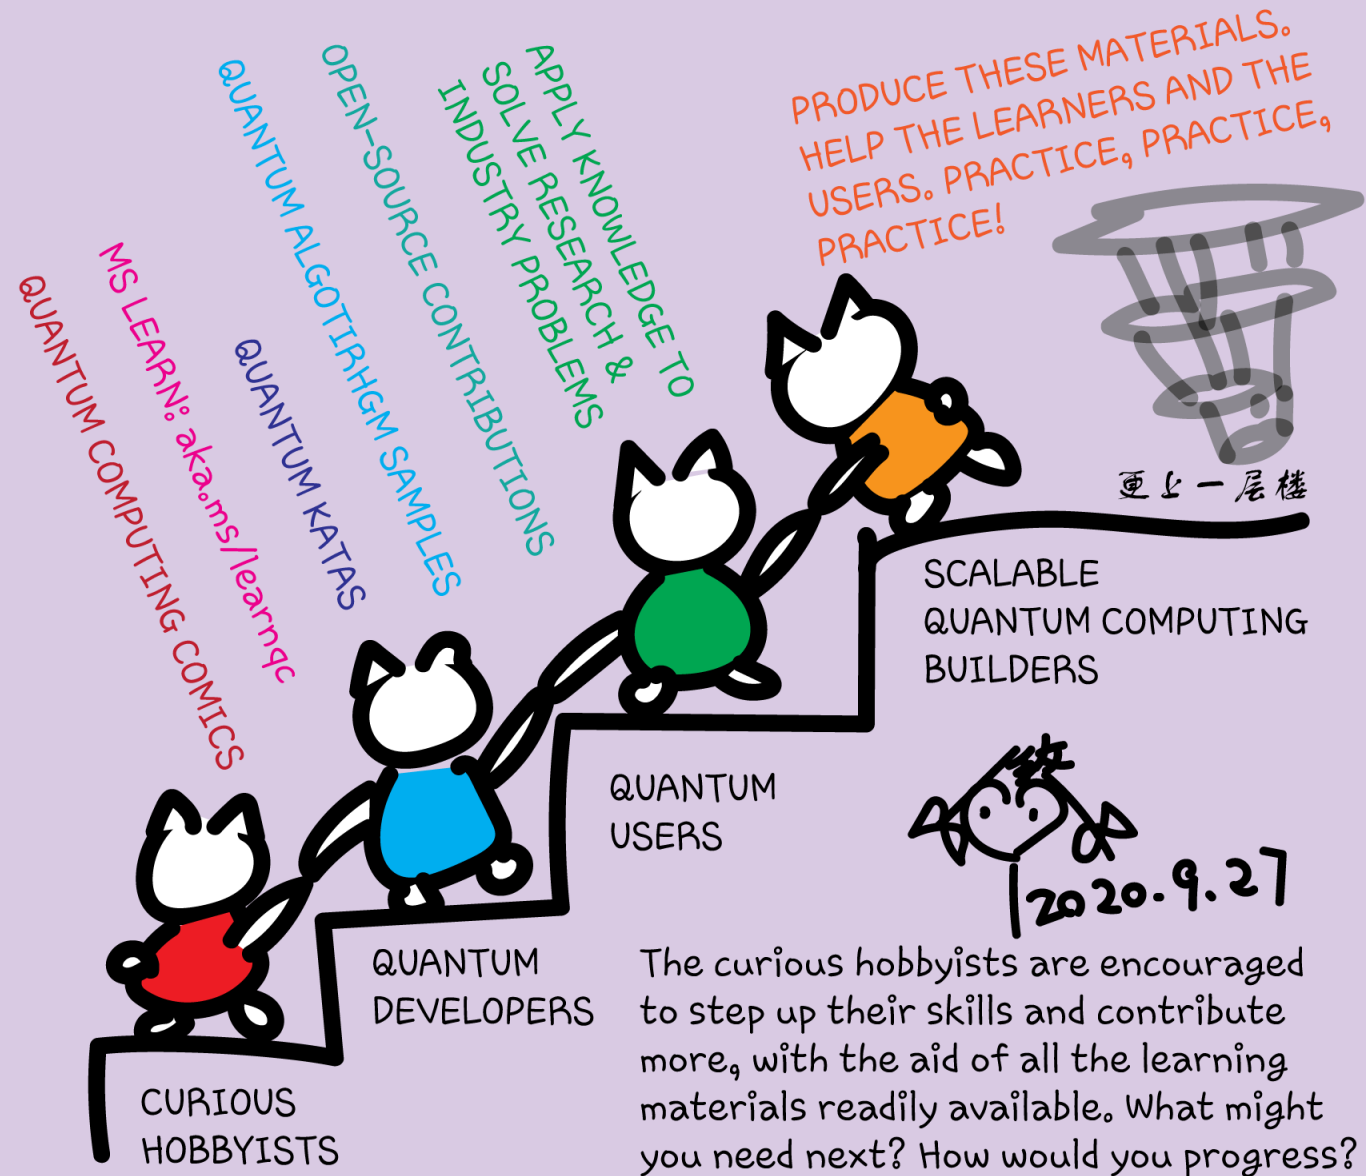 QUANTUM COMPUTING COMICS
MS LEARN: aka.ms/learnqc
QUANTUM KATAS
QUANTUM ALGOTIRHGM SAMPLES
OPEN-SOURCE CONTRIBUTIONS
APPLY KNOWLEDGE TO
SOLVE RESEARCH &
INDUSTRY PROBLEMS
PRODUCE THESE MATERIALS.
HELP THE LEARNERS AND THE
USERS. PRACTICE, PRACTICE,
PRACTICE!
更上一层楼
SCALABLE
QUANTUM COMPUTING
BUILDERS
QUANTUM
USERS
QUANTUM
DEVELOPERS
CURIOUS
HOBBYISTS
2020.9.27
The curious hobbyists are encouraged
to step up their skills and contribute
more, with the aid of all the learning
materials readily available. What might
you need next? How would you progress?